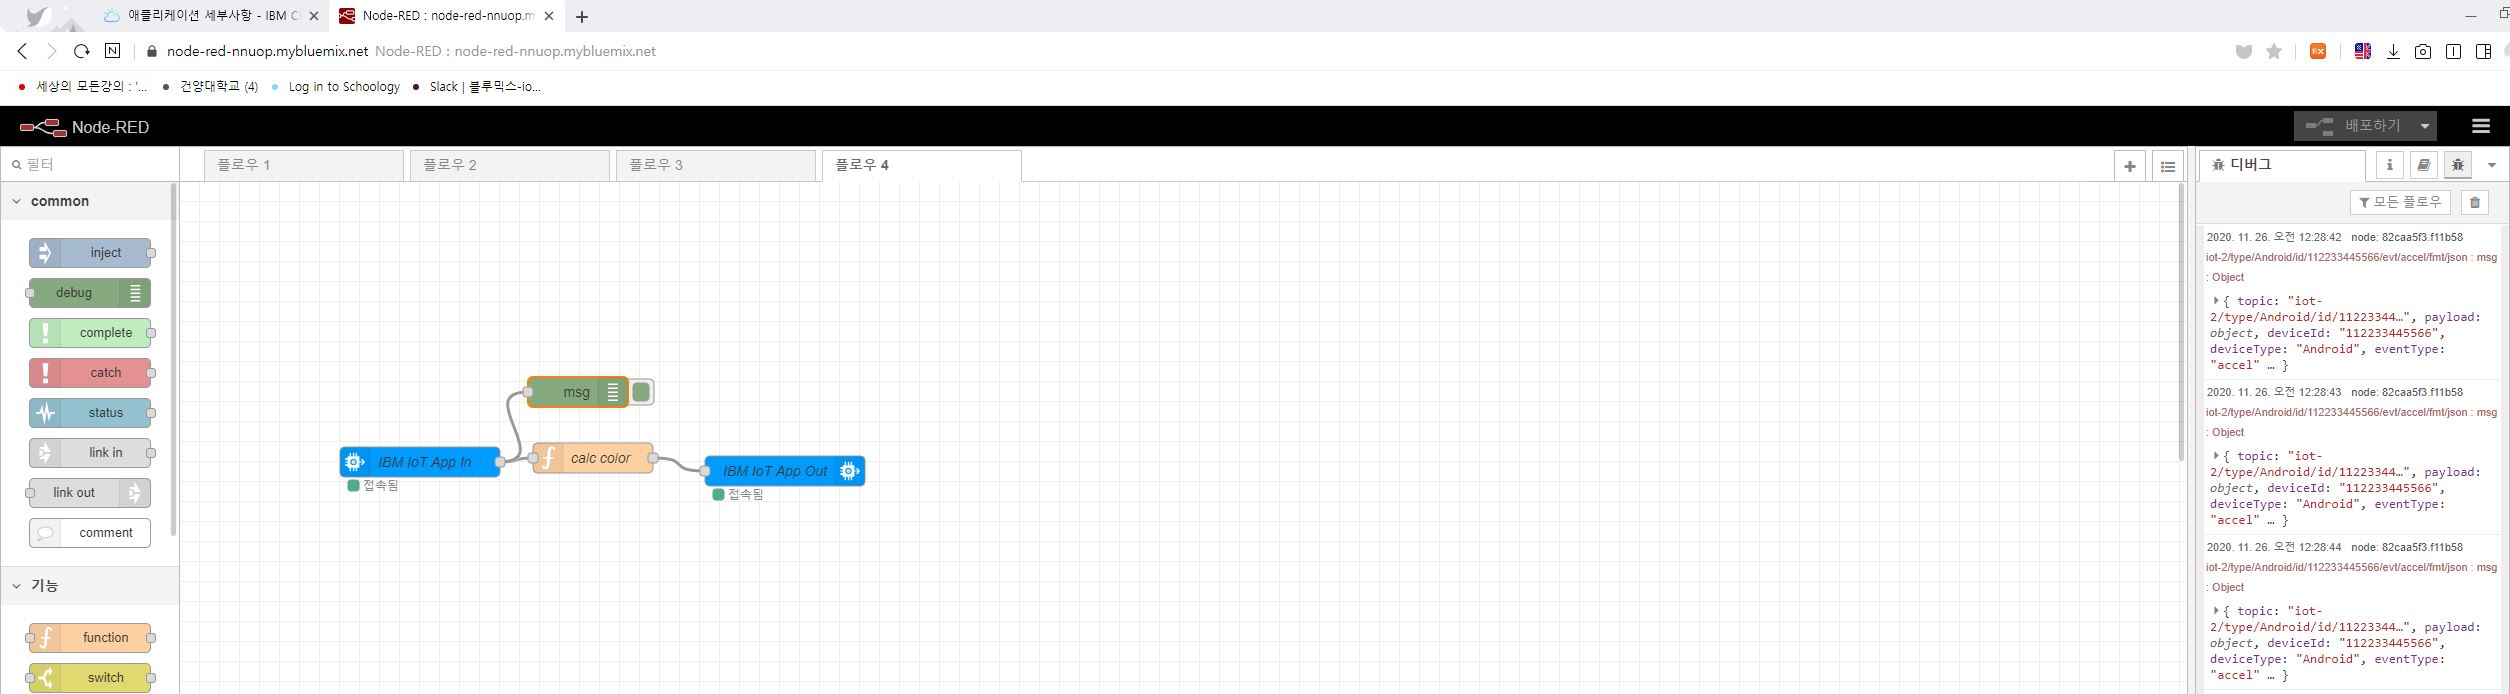 애플리케이션 세부사항 - IBM Cl
Node-RED : node-red-nnuop.m
node-red-nnuop.mybluemix.net Node-RED : node-red-nnuop.mybluemix.net
세상의 모든강의 : '... 건양대학교 (4) Log in to Schoology Slack | 블루믹스-io...
Node-RED
배포하기
필터
플로우 1
플로우 2
플로우 3
플로우 4
디버그
모든 플로우
common
inject
debug
complete
catch
status
link in
link out
comment
기능
function
switch
msg
IBM IoT App In
접속됨
calc color
IBM IoT App Out
접속됨
2020. 11. 26. 오전 12:28:42 node: 82caa5f3.f11b58
iot-2/type/Android/id/112233445566/evt/accel/fmt/json : msg
: Object
{ topic: "iot-
2/type/Android/id/11223344…", payload:
object, deviceId: "112233445566",
deviceType: "Android", eventType:
"accel" … }
2020. 11. 26. 오전 12:28:43 node: 82caa5f3.f11b58
iot-2/type/Android/id/112233445566/evt/accel/fmt/json : msg
: Object
{ topic: "iot-
2/type/Android/id/11223344…", payload:
object, deviceId: "112233445566",
deviceType: "Android", eventType:
"accel" … }
2020. 11. 26. 오전 12:28:44 node: 82caa5f3.f11b58
iot-2/type/Android/id/112233445566/evt/accel/fmt/json : msg
: Object
{ topic: "iot-
2/type/Android/id/11223344…", payload:
object, deviceId: "112233445566",
deviceType: "Android", eventType:
"accel" … }